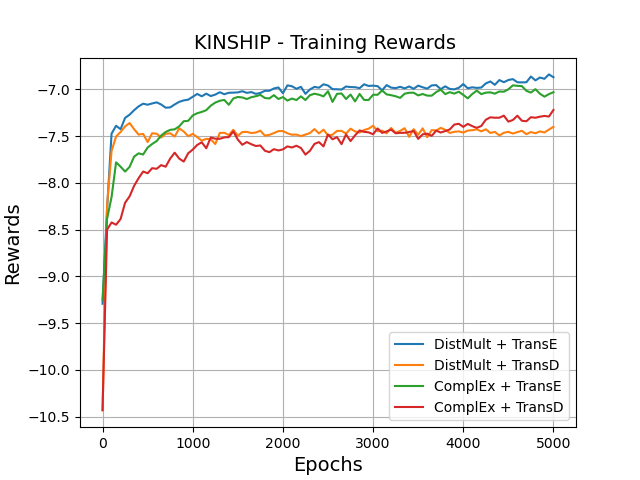 KINSHIP - Training Rewards
Rewards
−7.0
−7.5
−8.0
−8.5
−9.0
−9.5
−10.0
−10.5
DistMult + TransE
DistMult + TransD
ComplEx + TransE
ComplEx + TransD
0 1000 2000 3000 4000 5000
Epochs